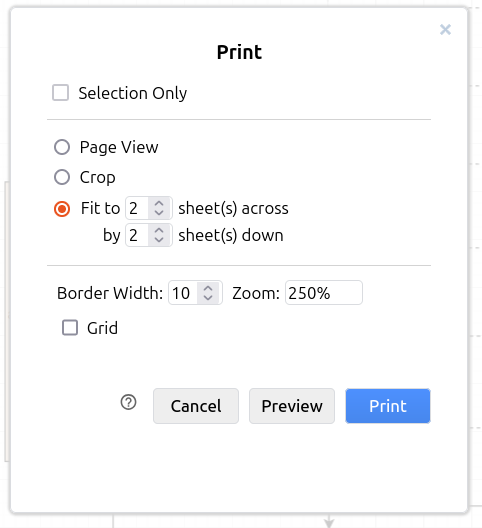 Print
Selection Only
Page View
Crop
Fit to 2 sheet(s) across
by 2 sheet(s) down
Border Width: 10 Zoom: 250%
Grid
Cancel Preview Print